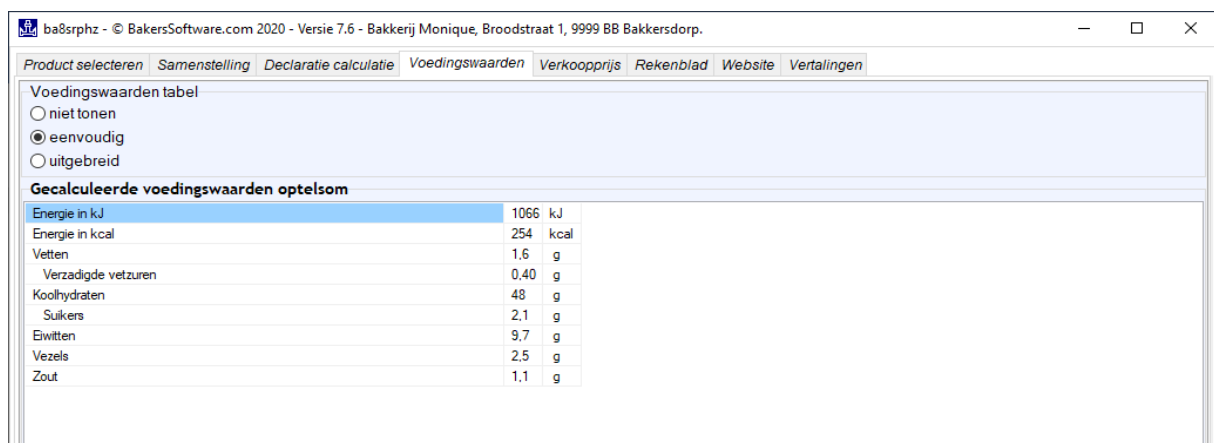 ba8srphz - © BakersSoftware.com 2020 - Versie 7.6 - Bakkerij Monique, Broodstraat 1, 9999 BB Bakkersdorp.
Product selecteren Samenstelling Declaratie calculatie Voedingswaarden Verkoopprijs Rekenblad Website Vertalingen
Voedingswaarden tabel
niet tonen
eenvoudig
uitgebreid
Gecalculeerde voedingswaarden optelsom
Energie in kJ 1066 kJ
Energie in kcal 254 kcal
Vetten 1,6 g
Verzadigde vetzuren 0,40 g
Koolhydraten 48 g
Suikers 2,1 g
Eiwitten 9,7 g
Vezels 2,5 g
Zout 1,1 g